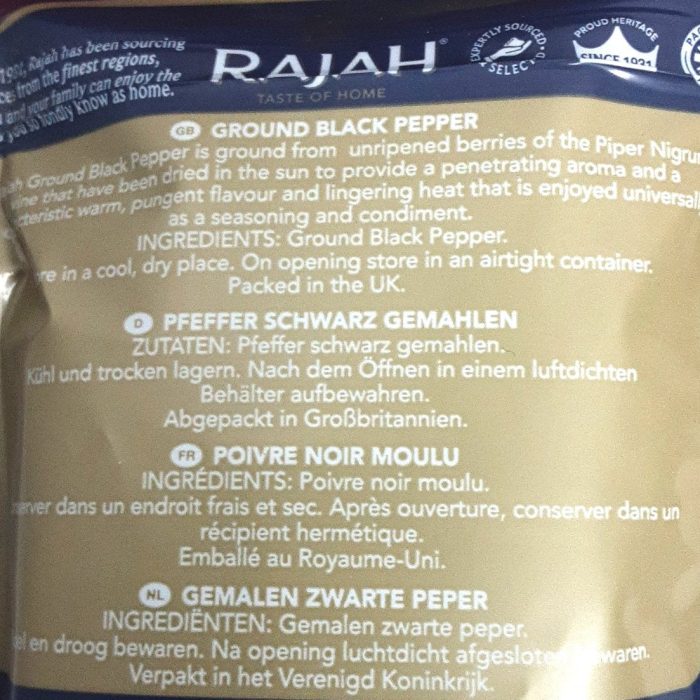 Rajah has been sourcing
from the finest regions,
and your family can enjoy the
you so fondly know as home.
RAJAH®
TASTE OF HOME
EXPERTLY SOURCED & SELECTED
PROUD HERITAGE
SINCE 1931
GB GROUND BLACK PEPPER
Ground Black Pepper is ground from unripened berries of the Piper
that have been dried in the sun to provide a penetrating aroma and a
warm, pungent flavour and lingering heat that is enjoyed
as a seasoning and condiment.
INGREDIENTS: Ground Black Pepper.
in a cool, dry place. On opening store in an airtight container.
Packed in the UK.
D PFEFFER SCHWARZ GEMAHLEN
ZUTATEN: Pfeffer schwarz gemahlen.
Kühl und trocken lagern. Nach dem Öffnen in einem luftdichten
Behälter aufbewahren.
Abgepackt in Großbritannien.
FR POIVRE NOIR MOULU
INGRÉDIENTS: Poivre noir moulu.
dans un endroit frais et sec. Après ouverture, conserver dans un
récipient hermétique.
Emballé au Royaume-Uni.
NL GEMALEN ZWARTE PEPER
INGREDIËNTEN: Gemalen zwarte peper.
en droog bewaren. Na opening luchtdicht
Verpakt in het Verenigd Koninkrijk.